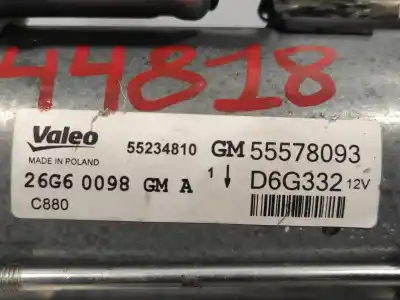 44818
Valeo
MADE IN POLAND
55234810 GM 55578093
26G6 0098 GM A 1 D6G332 12V
C880